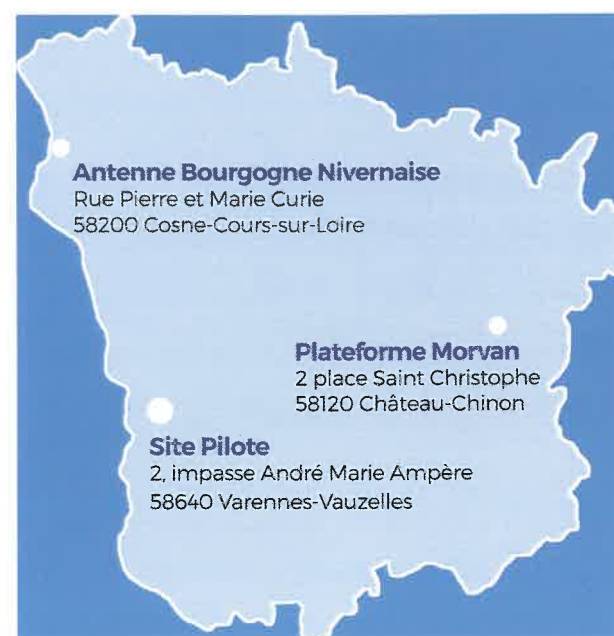 Antenne Bourgogne Nivernaise
Rue Pierre et Marie Curie
58200 Cosne-Cours-sur-Loire
Plateforme Morvan
2 place Saint Christophe
58120 Château-Chinon
Site Pilote
2, impasse André Marie Ampère
58640 Varennes-Vauzelles